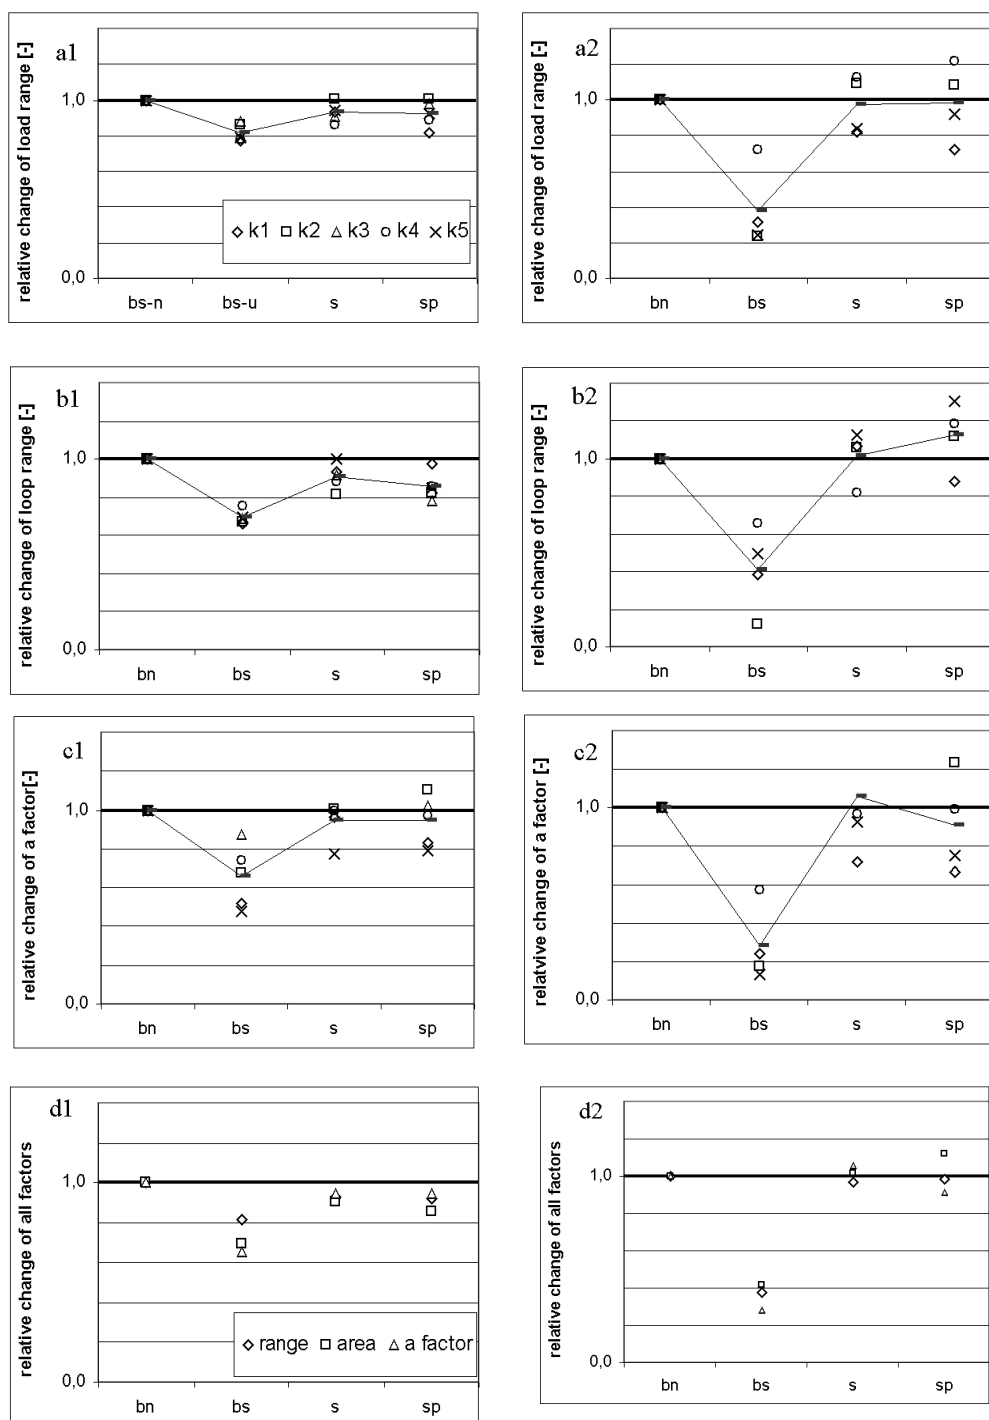 a1
relative change of load range [-]
1,0
0,0
◇ k1 □ k2 △ k3 ○ k4 × k5
bs-n bs-u s sp
a2
relative change of load range [-]
1,0
0,0
bn bs s sp
b1
relative change of loop range [-]
1,0
0,0
bn bs s sp
b2
relative change of loop range [-]
1,0
0,0
bn bs s sp
c1
relative change of a factor[-]
1,0
0,0
bn bs s sp
c2
relatvive change of a factor [-]
1,0
0,0
bn bs s sp
d1
relative change of all factors
1,0
0,0
◇ range □ area △ a factor
bn bs s sp
d2
relative change of all factors
1,0
0,0
bn bs s sp